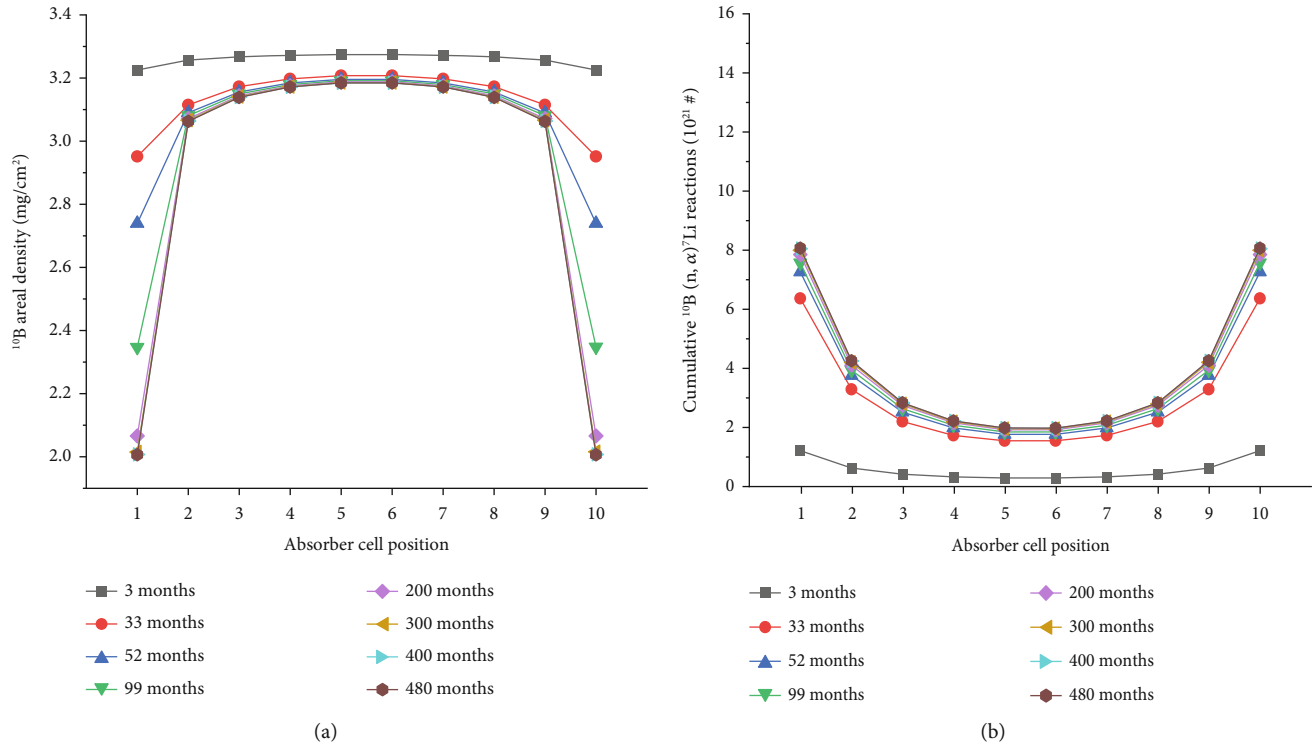 3.4
3.2
3.0
2.8
2.6
2.4
2.2
2.0
¹⁰B areal density (mg/cm²)
1 2 3 4 5 6 7 8 9 10
Absorber cell position
3 months
33 months
52 months
99 months
200 months
300 months
400 months
480 months
(a)
16
14
12
10
8
6
4
2
0
Cumulative ¹⁰B (n, α)⁷Li reactions (10²¹ #)
1 2 3 4 5 6 7 8 9 10
Absorber cell position
3 months
33 months
52 months
99 months
200 months
300 months
400 months
480 months
(b)